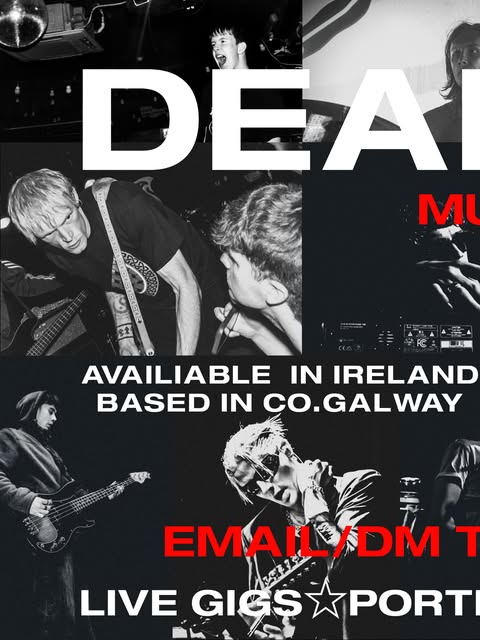 DEA
MU
AVAILIABLE IN IRELAND
BASED IN CO.GALWAY
EMAIL/DM T
LIVE GIGS☆PORT